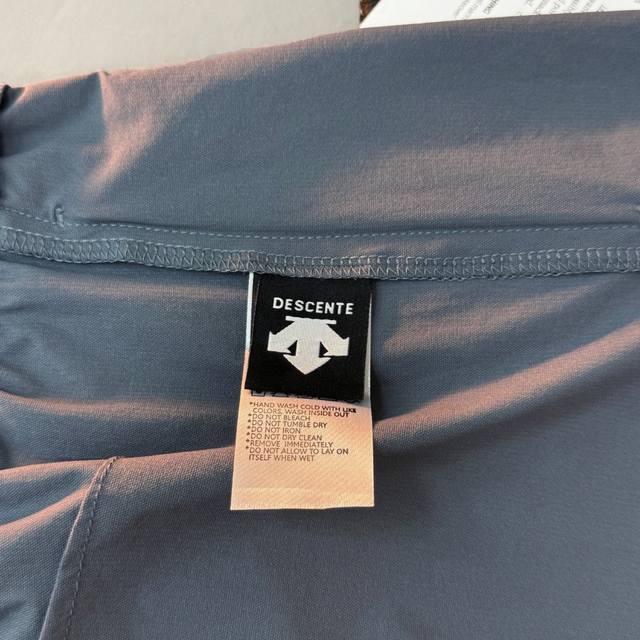 DESCENTE
*HAND WASH COLD WITH LIKE
COLORS, WASH INSIDE OUT
*DO NOT BLEACH
*DO NOT TUMBLE DRY
*DO NOT IRON
*DO NOT DRY CLEAN
*REMOVE IMMEDIATELY
*DO NOT ALLOW TO LAY ON
ITSELF WHEN WET